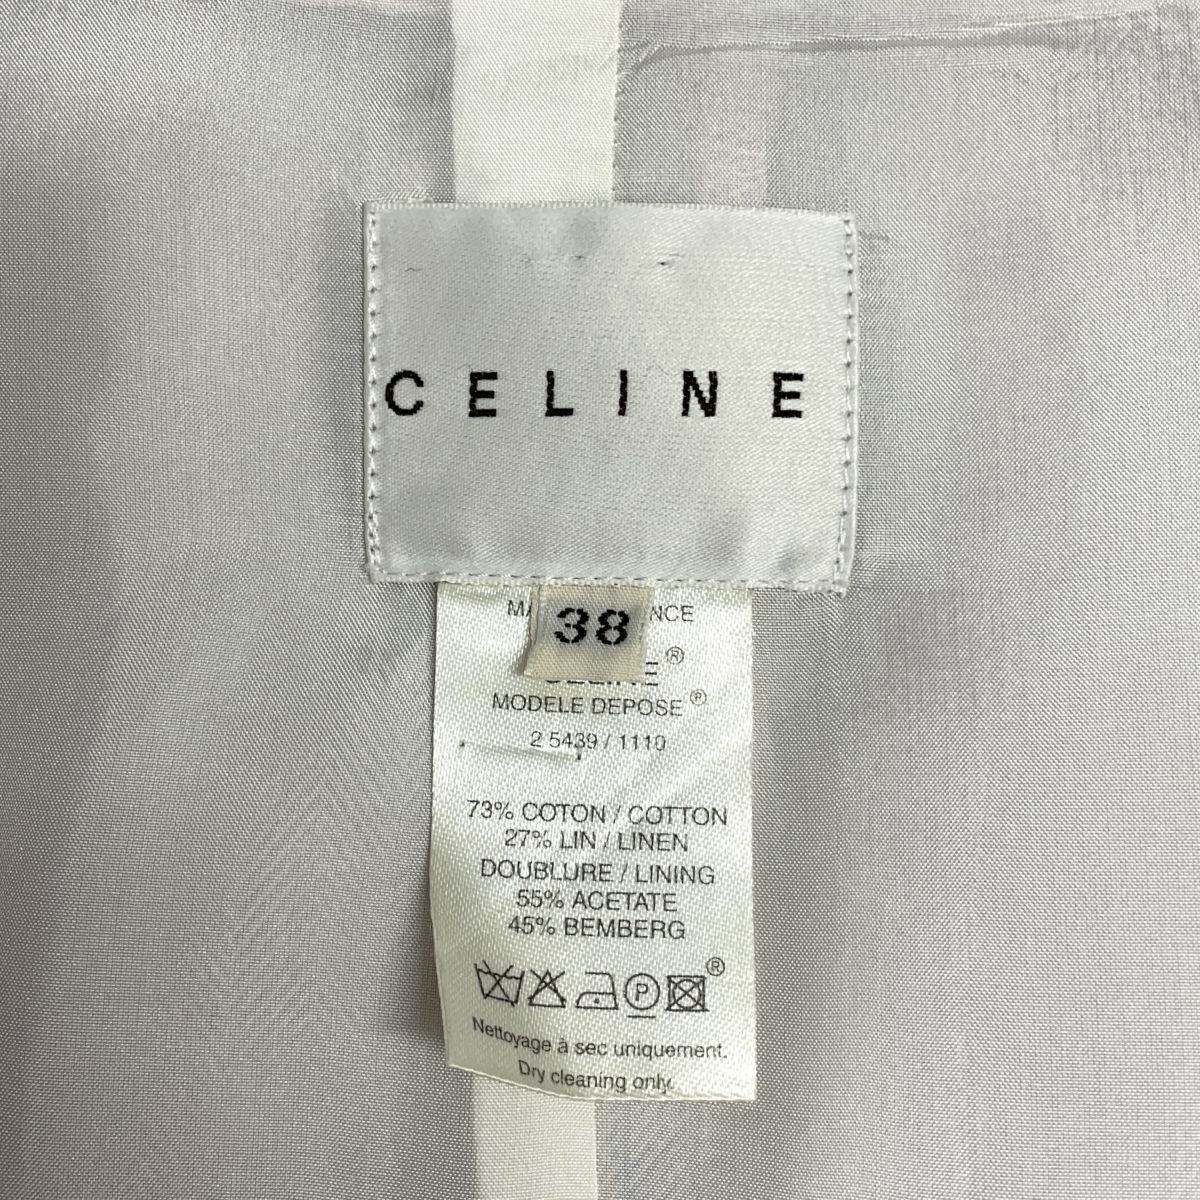 CELINE
38
MODELE DEPOSE®
2 5439 / 1110
73% COTON / COTTON
27% LIN / LINEN
DOUBLURE / LINING
55% ACETATE
45% BEMBERG
P ®
Nettoyage à sec uniquement.
Dry cleaning only.